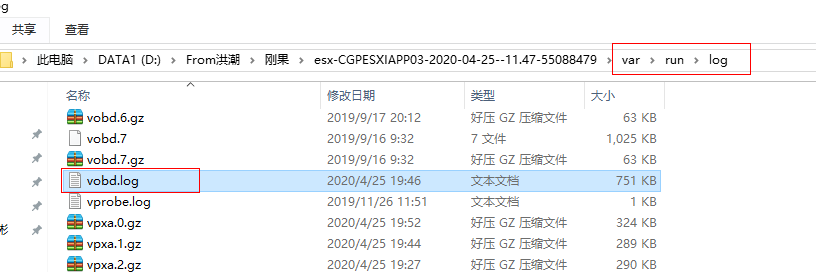 og
共享 查看
此电脑 > DATA1 (D:) > From洪潮 > 刚果 > esx-CGPESXIAPP03-2020-04-25--11.47-55088479 > var > run > log
名称 修改日期 类型 大小
vobd.6.gz 2019/9/17 20:12 好压 GZ 压缩文件 63 KB
vobd.7 2019/9/16 9:32 7 文件 1,025 KB
vobd.7.gz 2019/9/16 9:32 好压 GZ 压缩文件 63 KB
vobd.log 2020/4/25 19:46 文本文档 751 KB
vprobe.log 2019/11/26 11:51 文本文档 1 KB
vpxa.0.gz 2020/4/25 19:52 好压 GZ 压缩文件 324 KB
彬
vpxa.1.gz 2020/4/25 19:44 好压 GZ 压缩文件 289 KB
vpxa.2.gz 2020/4/25 19:27 好压 GZ 压缩文件 290 KB